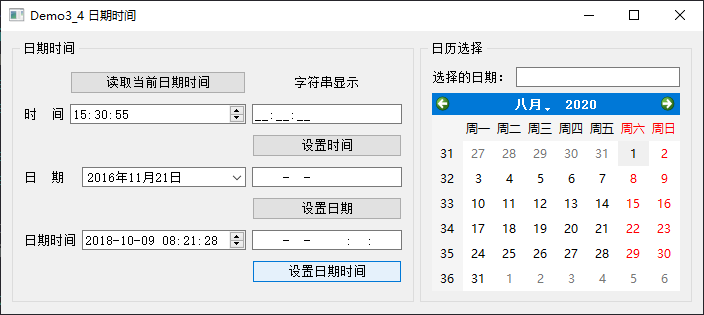 Demo3_4 日期时间
日期时间
读取当前日期时间 字符串显示
时 间 15:30:55 __:__:__
设置时间
日 期 2016年11月21日 - -
设置日期
日期时间 2018-10-09 08:21:28 - - : :
设置日期时间
日历选择
选择的日期:
八月, 2020
周一 周二 周三 周四 周五 周六 周日
31 27 28 29 30 31 1 2
32 3 4 5 6 7 8 9
33 10 11 12 13 14 15 16
34 17 18 19 20 21 22 23
35 24 25 26 27 28 29 30
36 31 1 2 3 4 5 6